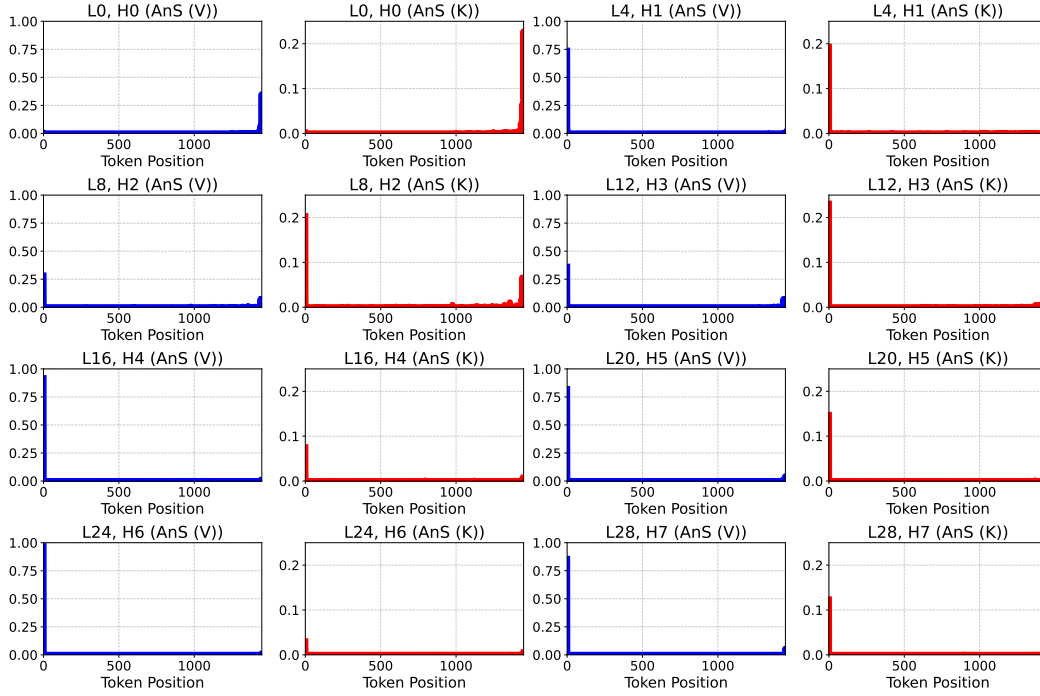 L0, H0 (AnS (V)) L0, H0 (AnS (K)) L4, H1 (AnS (V)) L4, H1 (AnS (K))
1.00 0.2 1.00 0.2
0.75 0.75
0.50 0.1 0.50 0.1
0.25 0.25
0.00 0.0 0.00 0.0
0 500 1000 0 500 1000 0 500 1000 0 500 1000
Token Position Token Position Token Position Token Position
L8, H2 (AnS (V)) L8, H2 (AnS (K)) L12, H3 (AnS (V)) L12, H3 (AnS (K))
1.00 0.2 1.00 0.2
0.75 0.75
0.50 0.1 0.50 0.1
0.25 0.25
0.00 0.0 0.00 0.0
0 500 1000 0 500 1000 0 500 1000 0 500 1000
Token Position Token Position Token Position Token Position
L16, H4 (AnS (V)) L16, H4 (AnS (K)) L20, H5 (AnS (V)) L20, H5 (AnS (K))
1.00 0.2 1.00 0.2
0.75 0.75
0.50 0.1 0.50 0.1
0.25 0.25
0.00 0.0 0.00 0.0
0 500 1000 0 500 1000 0 500 1000 0 500 1000
Token Position Token Position Token Position Token Position
L24, H6 (AnS (V)) L24, H6 (AnS (K)) L28, H7 (AnS (V)) L28, H7 (AnS (K))
1.00 0.2 1.00 0.2
0.75 0.75
0.50 0.1 0.50 0.1
0.25 0.25
0.00 0.0 0.00 0.0
0 500 1000 0 500 1000 0 500 1000 0 500 1000
Token Position Token Position Token Position Token Position